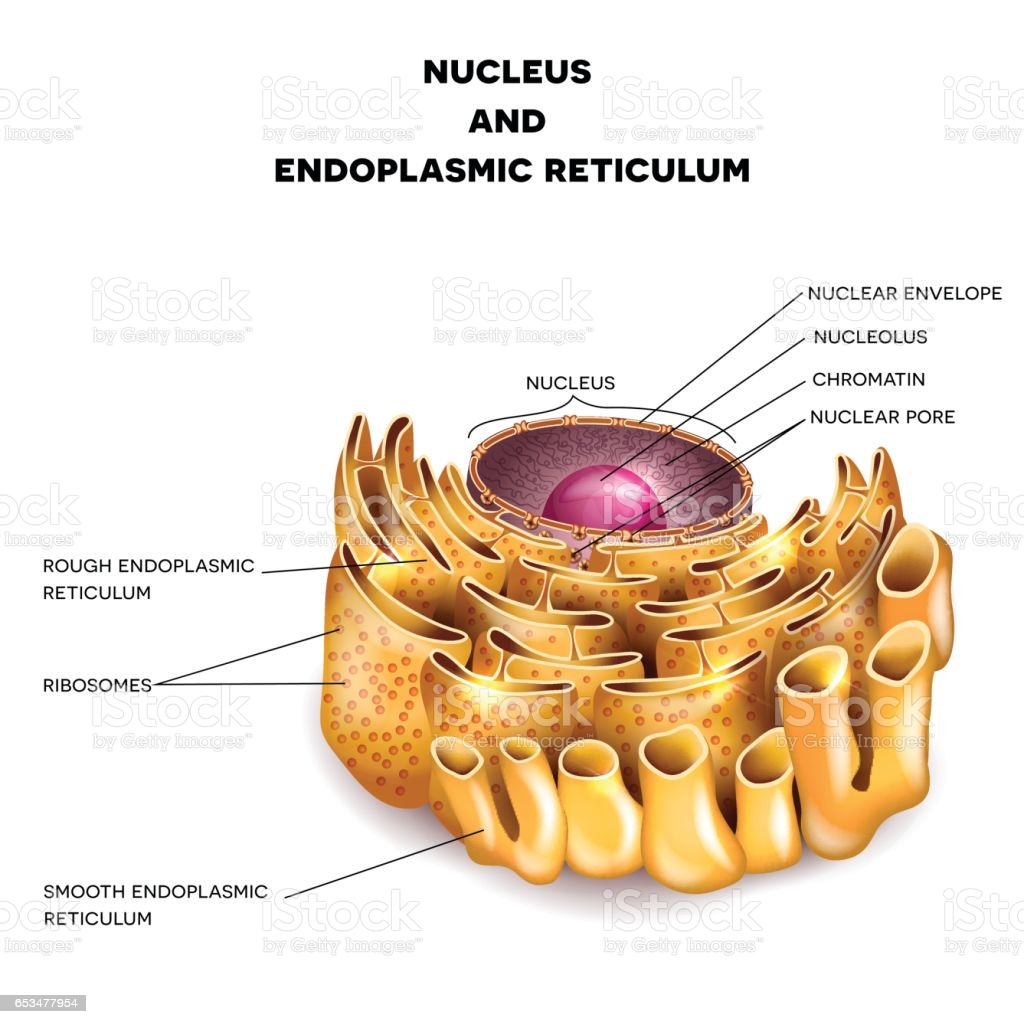 NUCLEUS
AND
ENDOPLASMIC RETICULUM
NUCLEAR ENVELOPE
NUCLEOLUS
NUCLEUS
CHROMATIN
NUCLEAR PORE
ROUGH ENDOPLASMIC
RETICULUM
RIBOSOMES
SMOOTH ENDOPLASMIC
RETICULUM
iStock
by Getty Images™
653477954